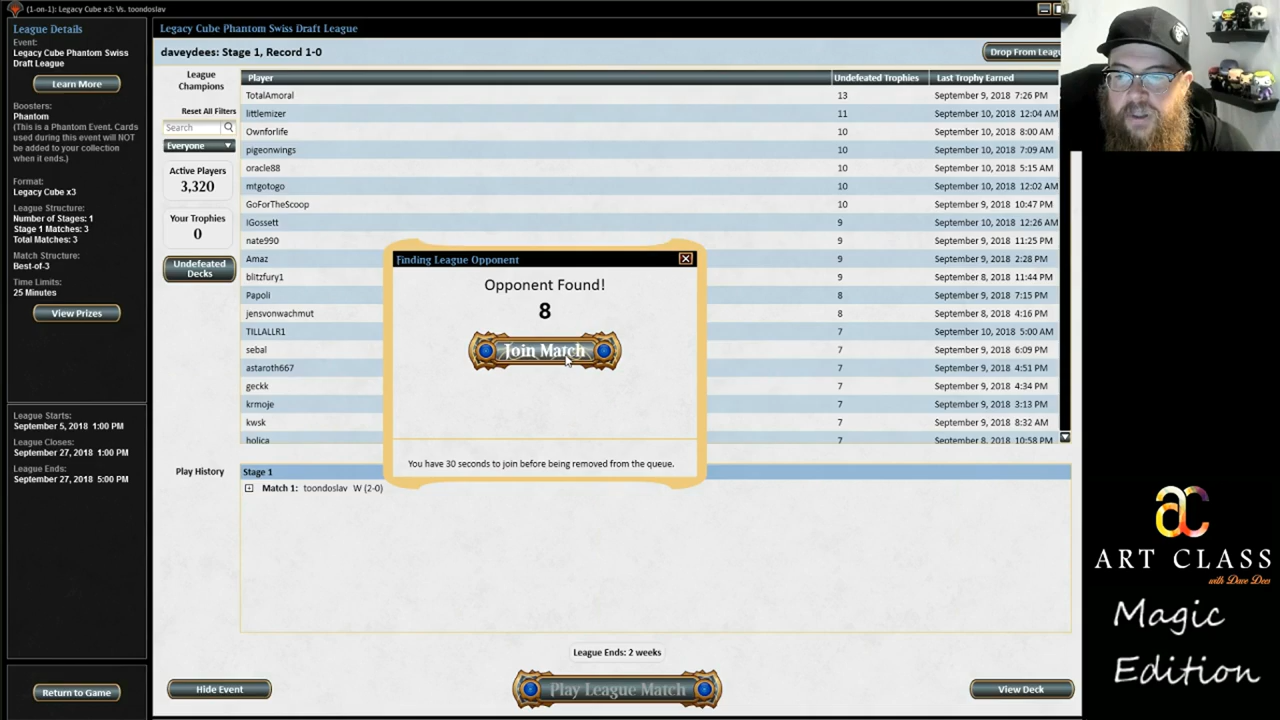 (1-on-1): Legacy Cube x3: Vs. toondoslav
League Details
Event:
Legacy Cube Phantom Swiss
Draft League
Learn More
Boosters:
Phantom
(This is a Phantom Event. Cards
used during this event will NOT
be added to your collection
when it ends.)
Format:
Legacy Cube x3
League Structure:
Number of Stages: 1
Stage 1 Matches: 3
Total Matches: 3
Match Structure:
Best-of-3
Time Limits:
25 Minutes
View Prizes
League Starts:
September 5, 2018 1:00 PM
League Closes:
September 27, 2018 1:00 PM
League Ends:
September 27, 2018 5:00 PM
Return to Game
Legacy Cube Phantom Swiss Draft League
daveydees: Stage 1, Record 1-0
Drop From Leagu
League
Champions
Reset All Filters
Search
Everyone
Active Players
3,320
Your Trophies
0
Undefeated
Decks
Player Undefeated Trophies Last Trophy Earned
TotalAmoral 13 September 9, 2018 7:26 PM
littlemizer 11 September 10, 2018 12:04 AM
Ownforlife 10 September 10, 2018 8:00 AM
pigeonwings 10 September 10, 2018 7:09 AM
oracle88 10 September 10, 2018 5:15 AM
mtgotogo 10 September 10, 2018 12:02 AM
GoForTheScoop 10 September 9, 2018 10:47 PM
IGossett 9 September 10, 2018 12:26 AM
nate990 9 September 9, 2018 11:25 PM
Amaz 9 September 9, 2018 2:28 PM
blitzfury1 9 September 8, 2018 11:44 PM
Papoli 8 September 9, 2018 7:15 PM
jensvonwachmut 8 September 8, 2018 4:16 PM
TILLALLR1 7 September 10, 2018 5:00 AM
sebal 7 September 9, 2018 6:09 PM
astaroth667 7 September 9, 2018 4:51 PM
geckk 7 September 9, 2018 4:34 PM
krmoje 7 September 9, 2018 3:13 PM
kwsk 7 September 9, 2018 8:32 AM
holica 7 September 8, 2018 10:58 PM
Finding League Opponent
Opponent Found!
8
Join Match
You have 30 seconds to join before being removed from the queue.
Play History
Stage 1
Match 1: toondoslav W (2-0)
League Ends: 2 weeks
Hide Event
Play League Match
View Deck
ac
ART CLASS
with Dave Dees
Magic
Edition